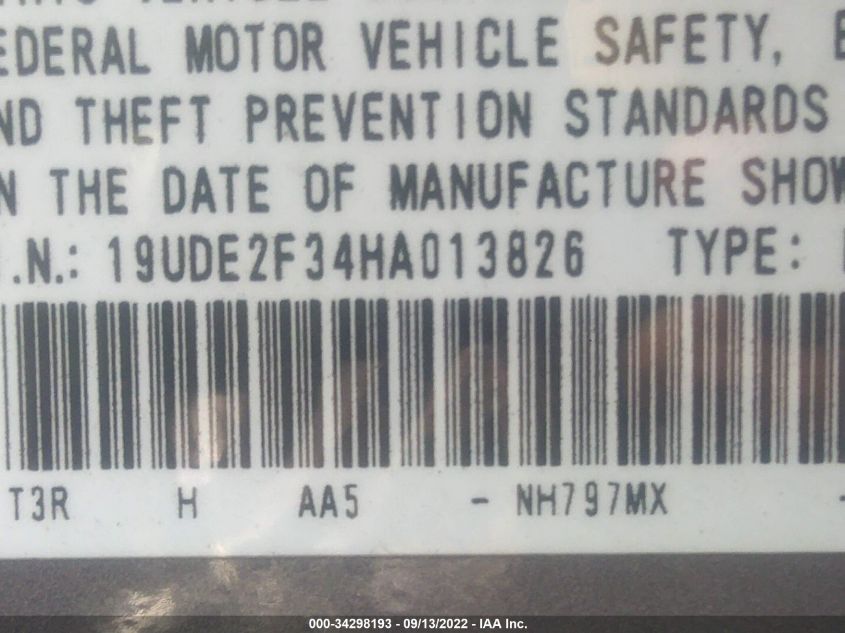 EDERAL MOTOR VEHICLE SAFETY,
ND THEFT PREVENTION STANDARDS
N THE DATE OF MANUFACTURE SHOW
.N.: 19UDE2F34HA013826 TYPE:
T3R H AA5 - NH797MX -
000-34298193 - 09/13/2022 - IAA Inc.